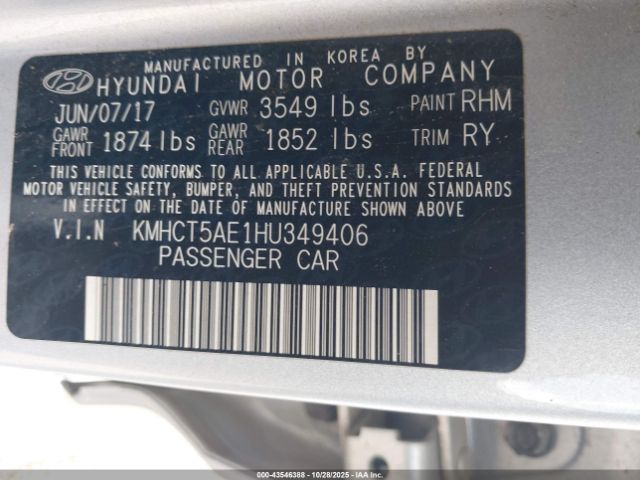 MANUFACTURED IN KOREA BY
HYUNDAI MOTOR COMPANY
JUN/07/17 GVWR 3549 lbs PAINT RHM
GAWR FRONT 1874 lbs GAWR REAR 1852 lbs TRIM RY
THIS VEHICLE CONFORMS TO ALL APPLICABLE U.S.A. FEDERAL
MOTOR VEHICLE SAFETY, BUMPER, AND THEFT PREVENTION STANDARDS
IN EFFECT ON THE DATE OF MANUFACTURE SHOWN ABOVE.
V.I.N KMHCT5AE1HU349406
PASSENGER CAR
000-43546388 10/28/2025 - AUTHORIZED COPY